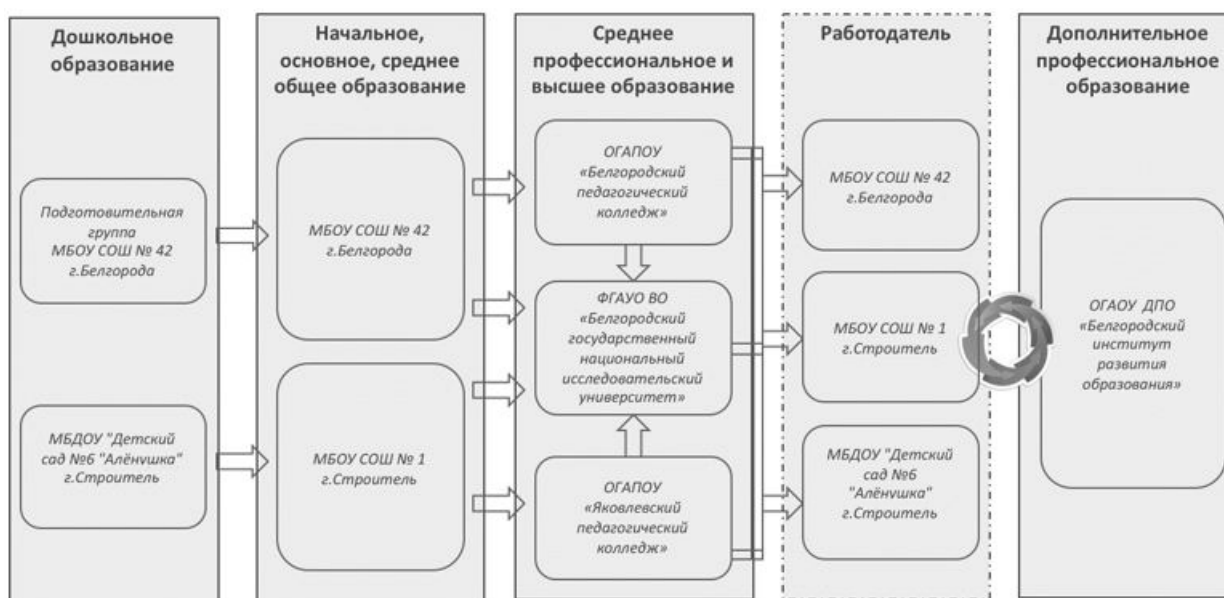 Дошкольное
образование
Подготовительная
группа
МБОУ СОШ № 42
г.Белгорода
МБДОУ "Детский
сад №6 "Алёнушка"
г.Строитель
Начальное,
основное, среднее
общее образование
МБОУ СОШ № 42
г.Белгорода
МБОУ СОШ № 1
г.Строитель
Среднее
профессиональное и
высшее образование
ОГАПОУ
«Белгородский
педагогический
колледж»
ФГАУО ВО
«Белгородский
государственный
национальный
исследовательский
университет»
ОГАПОУ
«Яковлевский
педагогический
колледж»
Работодатель
МБОУ СОШ № 42
г.Белгорода
МБОУ СОШ № 1
г.Строитель
МБДОУ "Детский
сад №6
"Алёнушка"
г.Строитель
Дополнительное
профессиональное
образование
ОГАОУ ДПО
«Белгородский
институт
развития
образования»